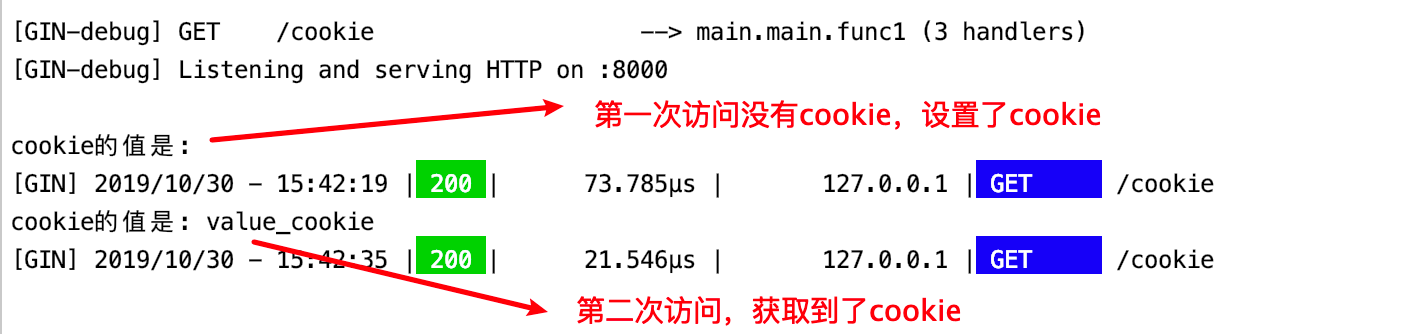 [GIN-debug] GET    /cookie                   --> main.main.func1 (3 handlers)
[GIN-debug] Listening and serving HTTP on :8000
第一次访问没有cookie，设置了cookie
cookie的值是：
[GIN] 2019/10/30 - 15:42:19 | 200 |      73.785µs |       127.0.0.1 | GET      /cookie
cookie的值是： value_cookie
[GIN] 2019/10/30 - 15:42:35 | 200 |      21.546µs |       127.0.0.1 | GET      /cookie
第二次访问，获取到了cookie